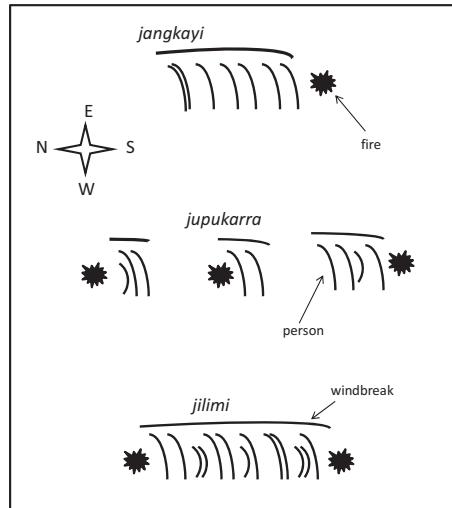 jangkayi
fire
E
N S
W
jupukarra
person
windbreak
jilimi